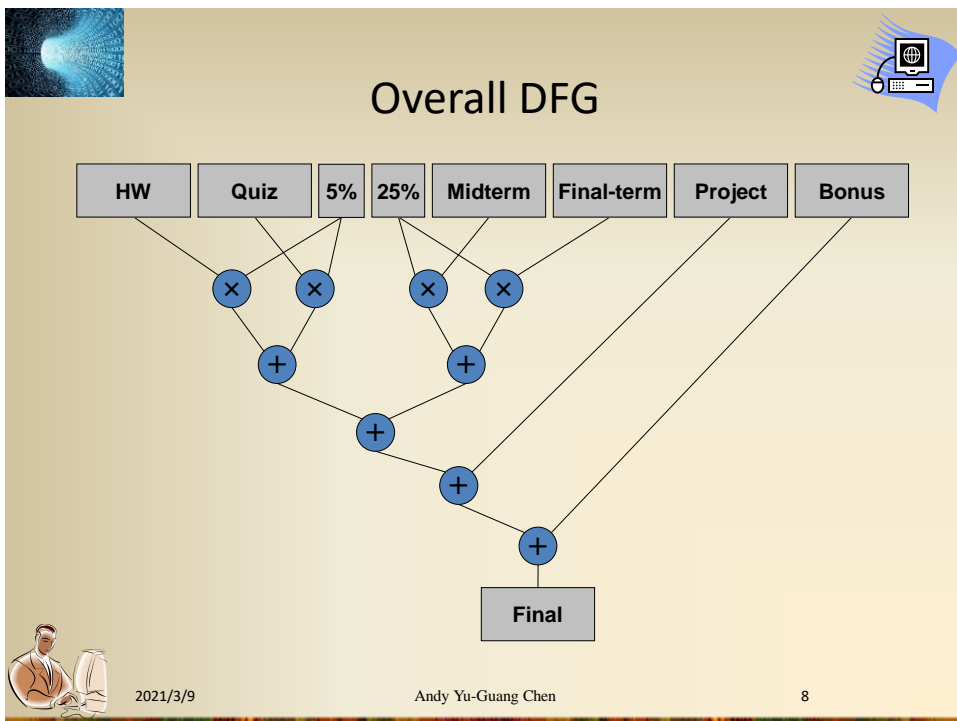 Overall DFG
HW Quiz 5% 25% Midterm Final-term Project Bonus
× × × ×
+ +
+
+
+
Final
2021/3/9 Andy Yu-Guang Chen 8